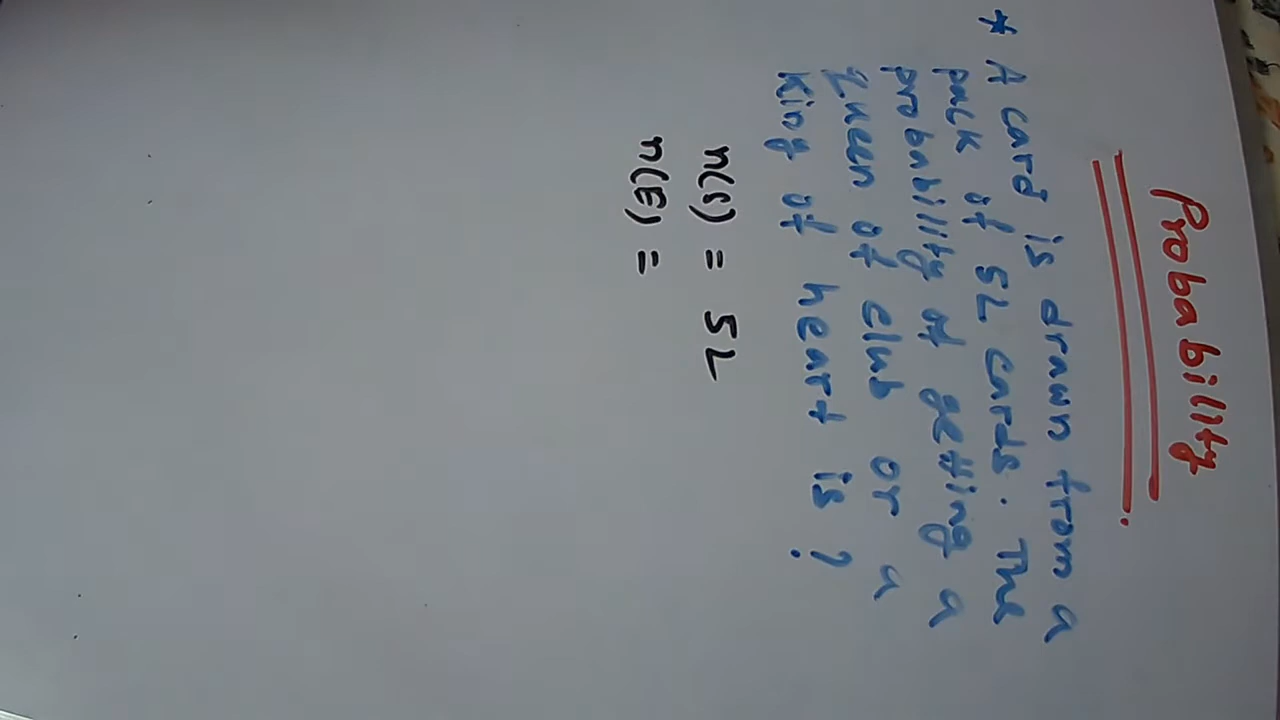 Probability
* A card is drawn from a
pack of 52 cards. The
probability of getting a
queen of club or a
King of heart is ?
n(S) = 52
n(E) =